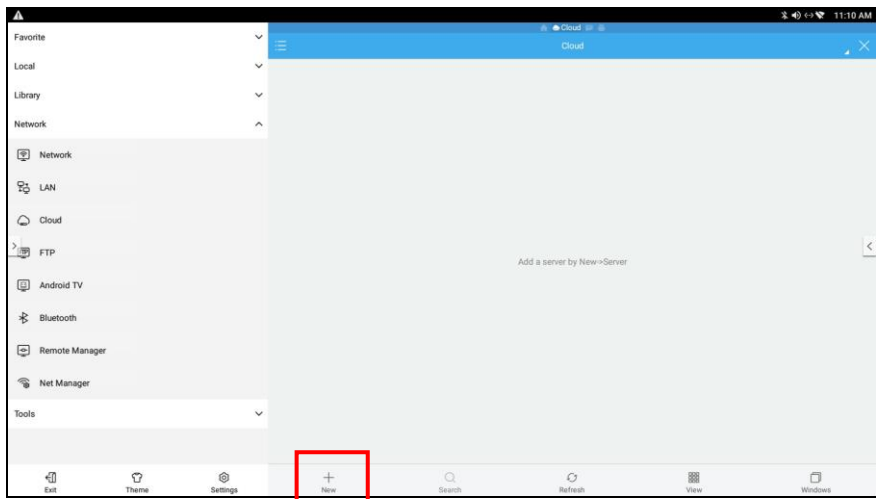 11:10 AM
Favorite
Cloud
Cloud
Local
Library
Network
Network
LAN
Cloud
FTP
Add a server by New->Server
Android TV
Bluetooth
Remote Manager
Net Manager
Tools
Exit Theme Settings New Search Refresh View Windows